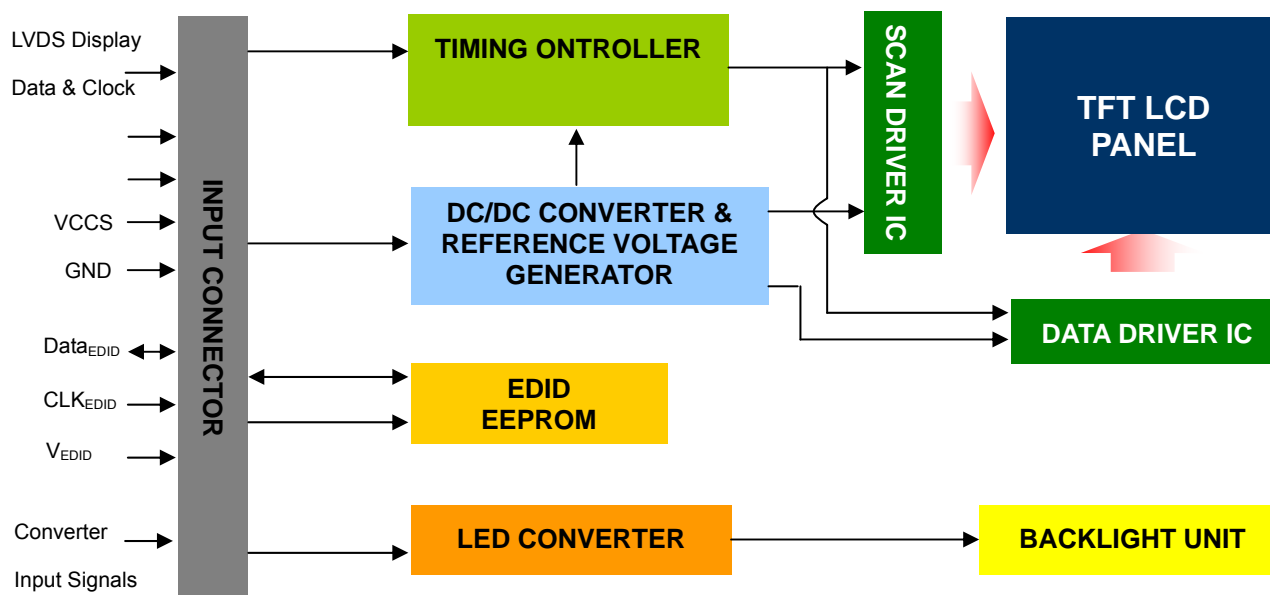 LVDS Display
Data & Clock
VCCS
GND
DataEDID
CLKEDID
VEDID
Converter
Input Signals
INPUT CONNECTOR
TIMING ONTROLLER
DC/DC CONVERTER &
REFERENCE VOLTAGE
GENERATOR
EDID
EEPROM
LED CONVERTER
SCAN DRIVER IC
TFT LCD
PANEL
DATA DRIVER IC
BACKLIGHT UNIT